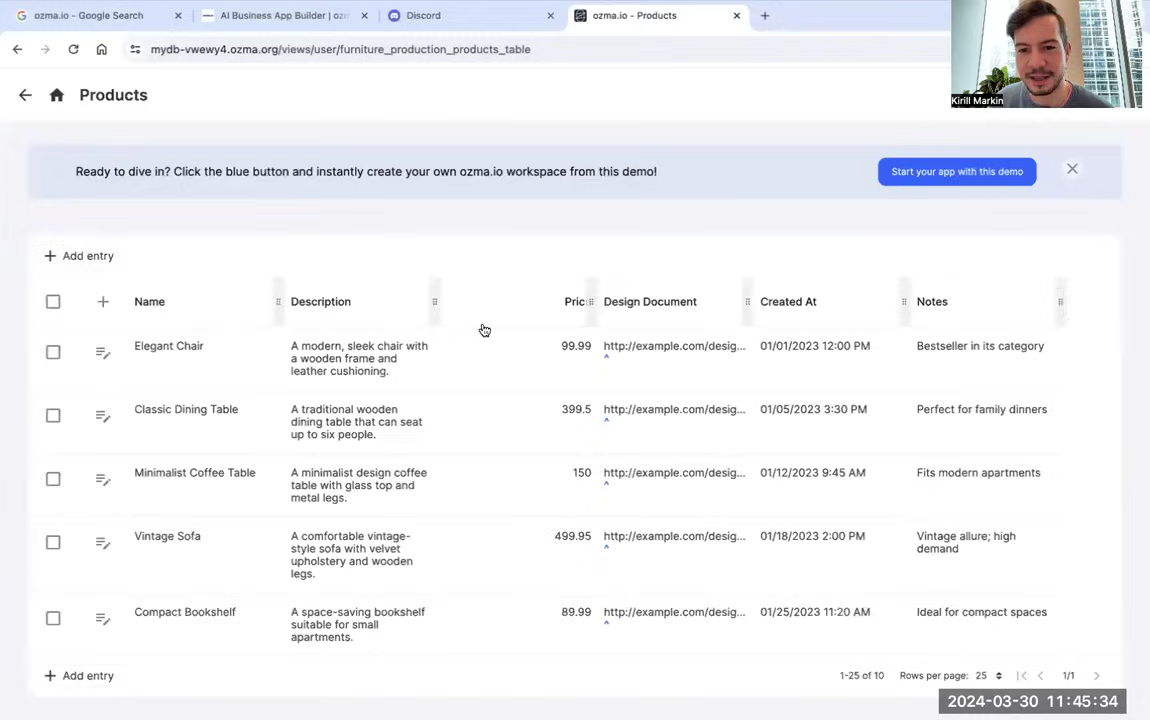 ozma.io - Google Search
AI Business App Builder | ozm
Discord
ozma.io - Products
mydb-vwewy4.ozma.org/views/user/furniture_production_products_table
Kirill Markin
Products
Ready to dive in? Click the blue button and instantly create your own ozma.io workspace from this demo!
Start your app with this demo
Add entry
Name Description Pric Design Document Created At Notes
Elegant Chair
A modern, sleek chair with
a wooden frame and
leather cushioning.
99.99
http://example.com/desig...
01/01/2023 12:00 PM
Bestseller in its category
Classic Dining Table
A traditional wooden
dining table that can seat
up to six people.
399.5
http://example.com/desig...
01/05/2023 3:30 PM
Perfect for family dinners
Minimalist Coffee Table
A minimalist design coffee
table with glass top and
metal legs.
150
http://example.com/desig...
01/12/2023 9:45 AM
Fits modern apartments
Vintage Sofa
A comfortable vintage-
style sofa with velvet
upholstery and wooden
legs.
499.95
http://example.com/desig...
01/18/2023 2:00 PM
Vintage allure; high
demand
Compact Bookshelf
A space-saving bookshelf
suitable for small
apartments.
89.99
http://example.com/desig...
01/25/2023 11:20 AM
Ideal for compact spaces
Add entry
1-25 of 10 Rows per page: 25 1/1
2024-03-30 11:45:34